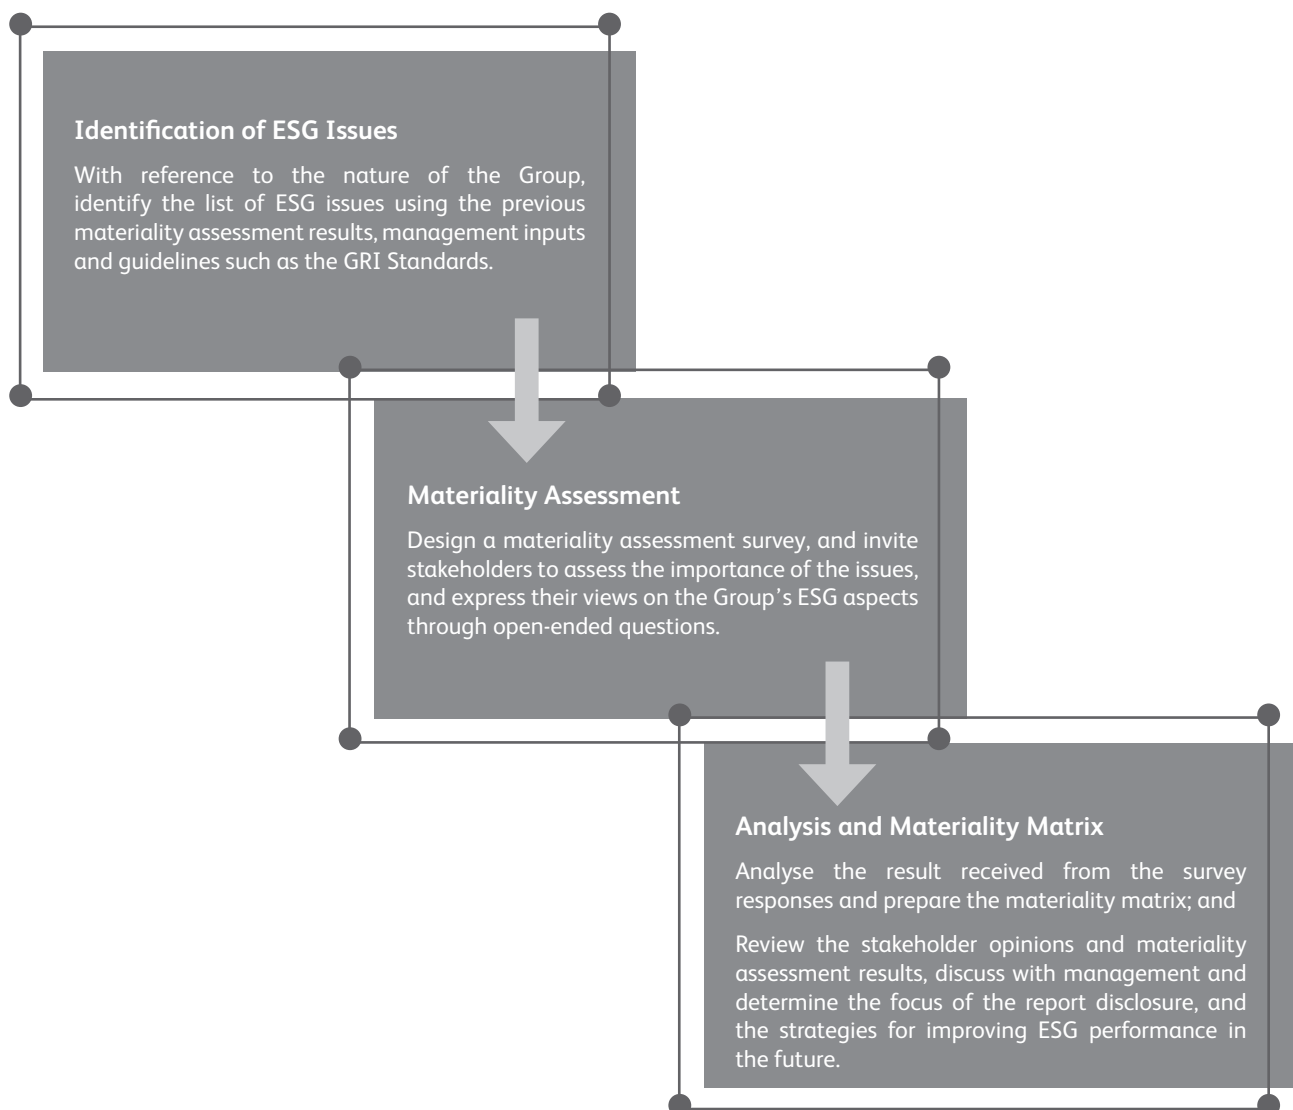 Identification of ESG Issues
With reference to the nature of the Group,
identify the list of ESG issues using the previous
materiality assessment results, management inputs
and guidelines such as the GRI Standards.
Materiality Assessment
Design a materiality assessment survey, and invite
stakeholders to assess the importance of the issues,
and express their views on the Group’s ESG aspects
through open-ended questions.
Analysis and Materiality Matrix
Analyse the result received from the survey
responses and prepare the materiality matrix; and
Review the stakeholder opinions and materiality
assessment results, discuss with management and
determine the focus of the report disclosure, and
the strategies for improving ESG performance in
the future.